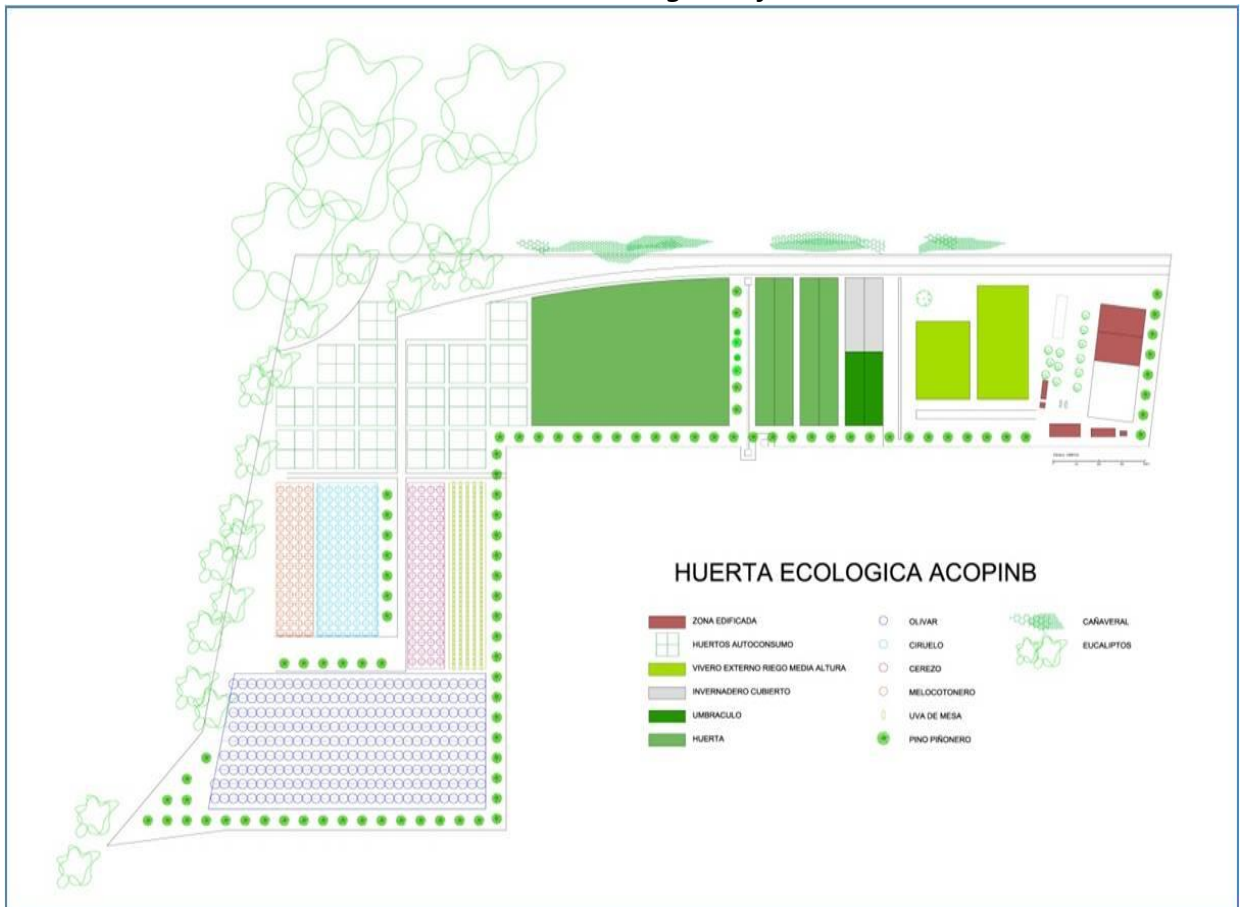 HUERTA ECOLOGICA ACOPINB
ZONA EDIFICADA
HUERTOS AUTOCONSUMO
VIVERO EXTERNO RIEGO MEDIA ALTURA
INVERNADERO CUBIERTO
UMBRACULO
HUERTA
OLIVAR
CIRUELO
CEREZO
MELOCOTONERO
UVA DE MESA
PINO PIÑONERO
CAÑAVERAL
EUCALIPTOS